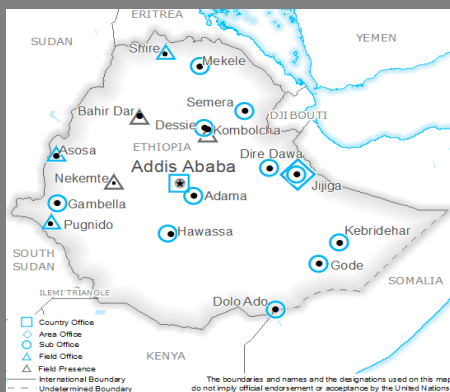 ERITREA
SUDAN
YEMEN
Shire
Mekele
Semera
Bahir Dar
DJIBOUTI
Dessie
Kombolcha
ETHIOPIA
Asosa
Dire Dawa
Addis Ababa
Nekemte
Jijiga
Adama
Gambella
Pugnido
Hawassa
Kebridehar
SOUTH
SUDAN
Gode
SOMALIA
ILEMI TRIANGLE
Dolo Ado
Country Office
Area Office
Sub Office
Field Office
KENYA
Field Presence
International Boundary
Undetermined Boundary
The boundaries and names and the designations used on this map
do not imply official endorsement or acceptance by the United Nations